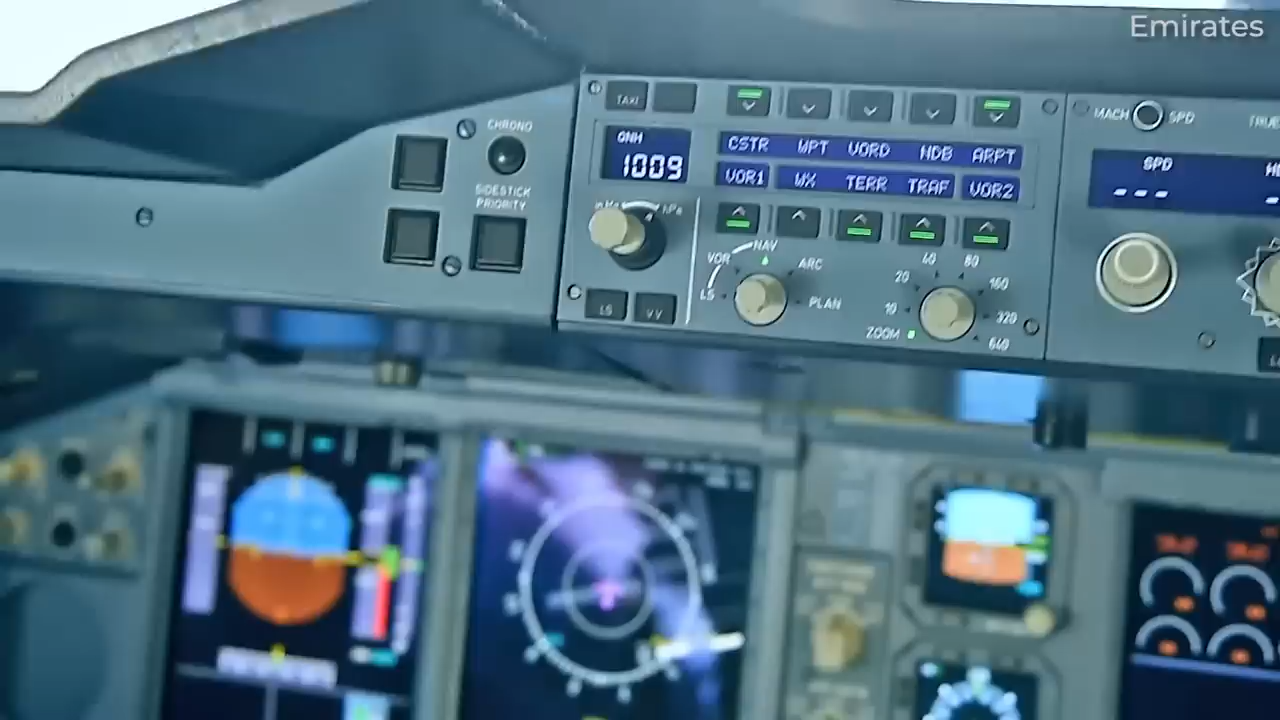 Emirates
TAXI
MACH SPD
TRUE
CHRONO
QNH
1009
CSTR WPT VORD NDB ARPT
VOR1 WX TERR TRAF VOR2
SPD
---
SIDESTICK
PRIORITY
in Hg hPa
LS VOR NAV ARC PLAN
ZOOM 10 20 40 80 160 320 640
LS VV